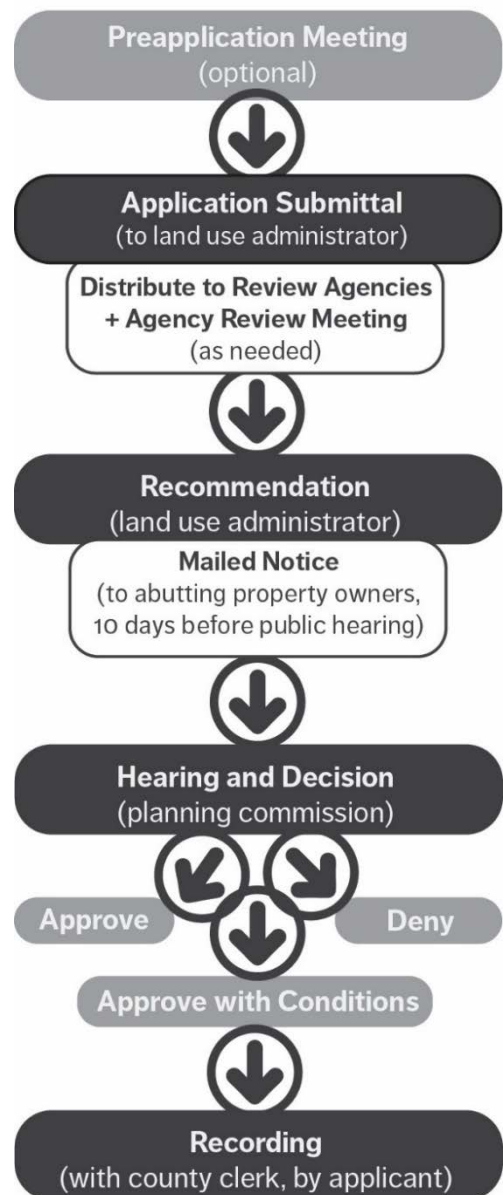 Preapplication Meeting
(optional)
Application Submittal
(to land use administrator)
Distribute to Review Agencies
+ Agency Review Meeting
(as needed)
Recommendation
(land use administrator)
Mailed Notice
(to abutting property owners,
10 days before public hearing)
Hearing and Decision
(planning commission)
Approve
Deny
Approve with Conditions
Recording
(with county clerk, by applicant)